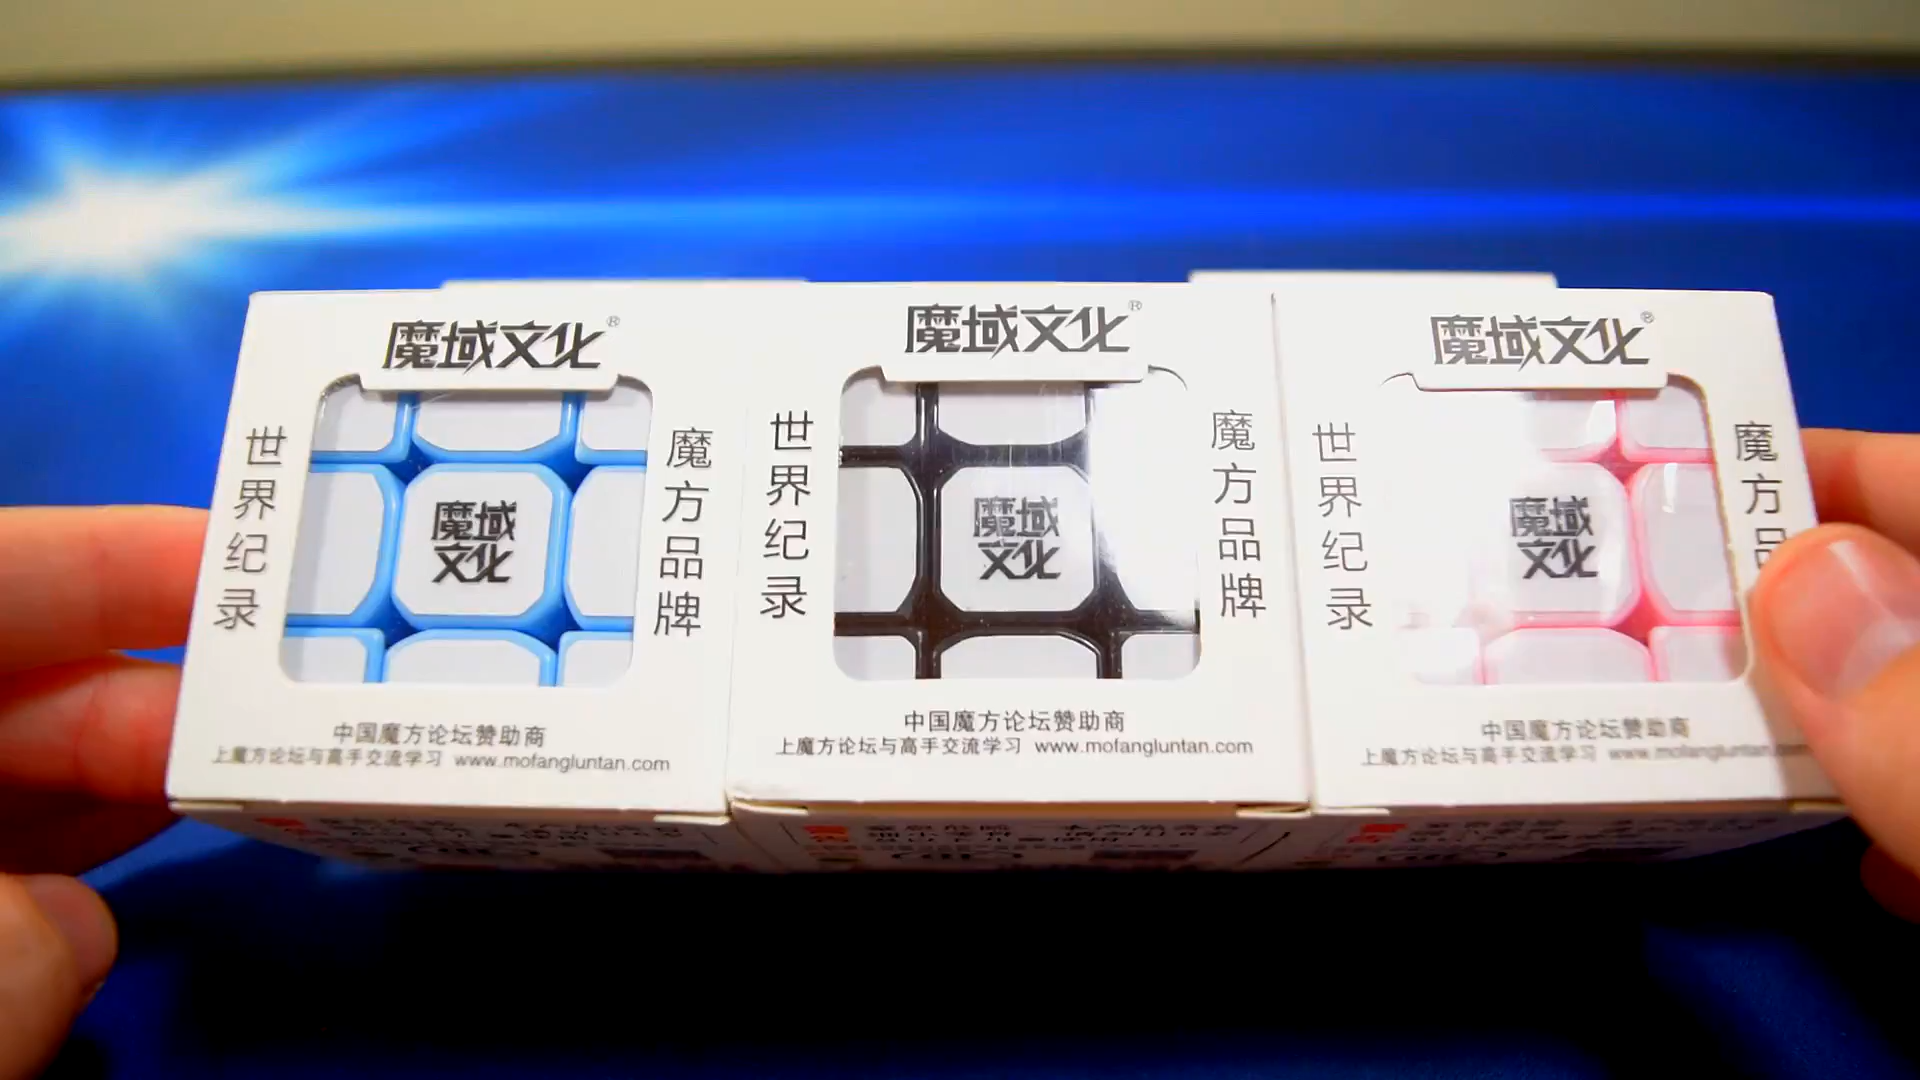 魔域文化®
世界纪录
魔域
文化
魔方品牌
中国魔方论坛赞助商
上魔方论坛与高手交流学习 www.mofangluntan.com
魔域文化®
世界纪录
魔域
文化
魔方品牌
中国魔方论坛赞助商
上魔方论坛与高手交流学习 www.mofangluntan.com
魔域文化®
世界纪录
魔域
文化
魔方品
中国魔方论坛赞助商
上魔方论坛与高手交流学习 www.mofangluntan